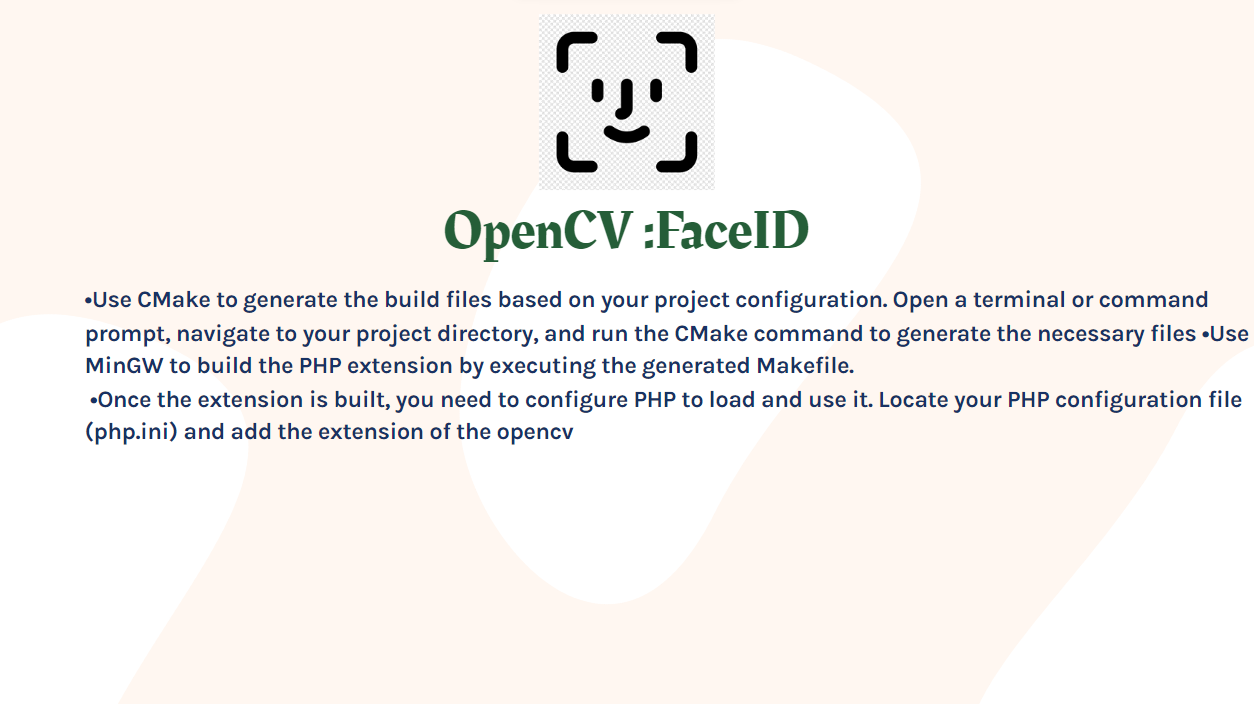 OpenCV :FaceID
•Use CMake to generate the build files based on your project configuration. Open a terminal or command
prompt, navigate to your project directory, and run the CMake command to generate the necessary files •Use
MinGW to build the PHP extension by executing the generated Makefile.
•Once the extension is built, you need to configure PHP to load and use it. Locate your PHP configuration file
(php.ini) and add the extension of the opencv